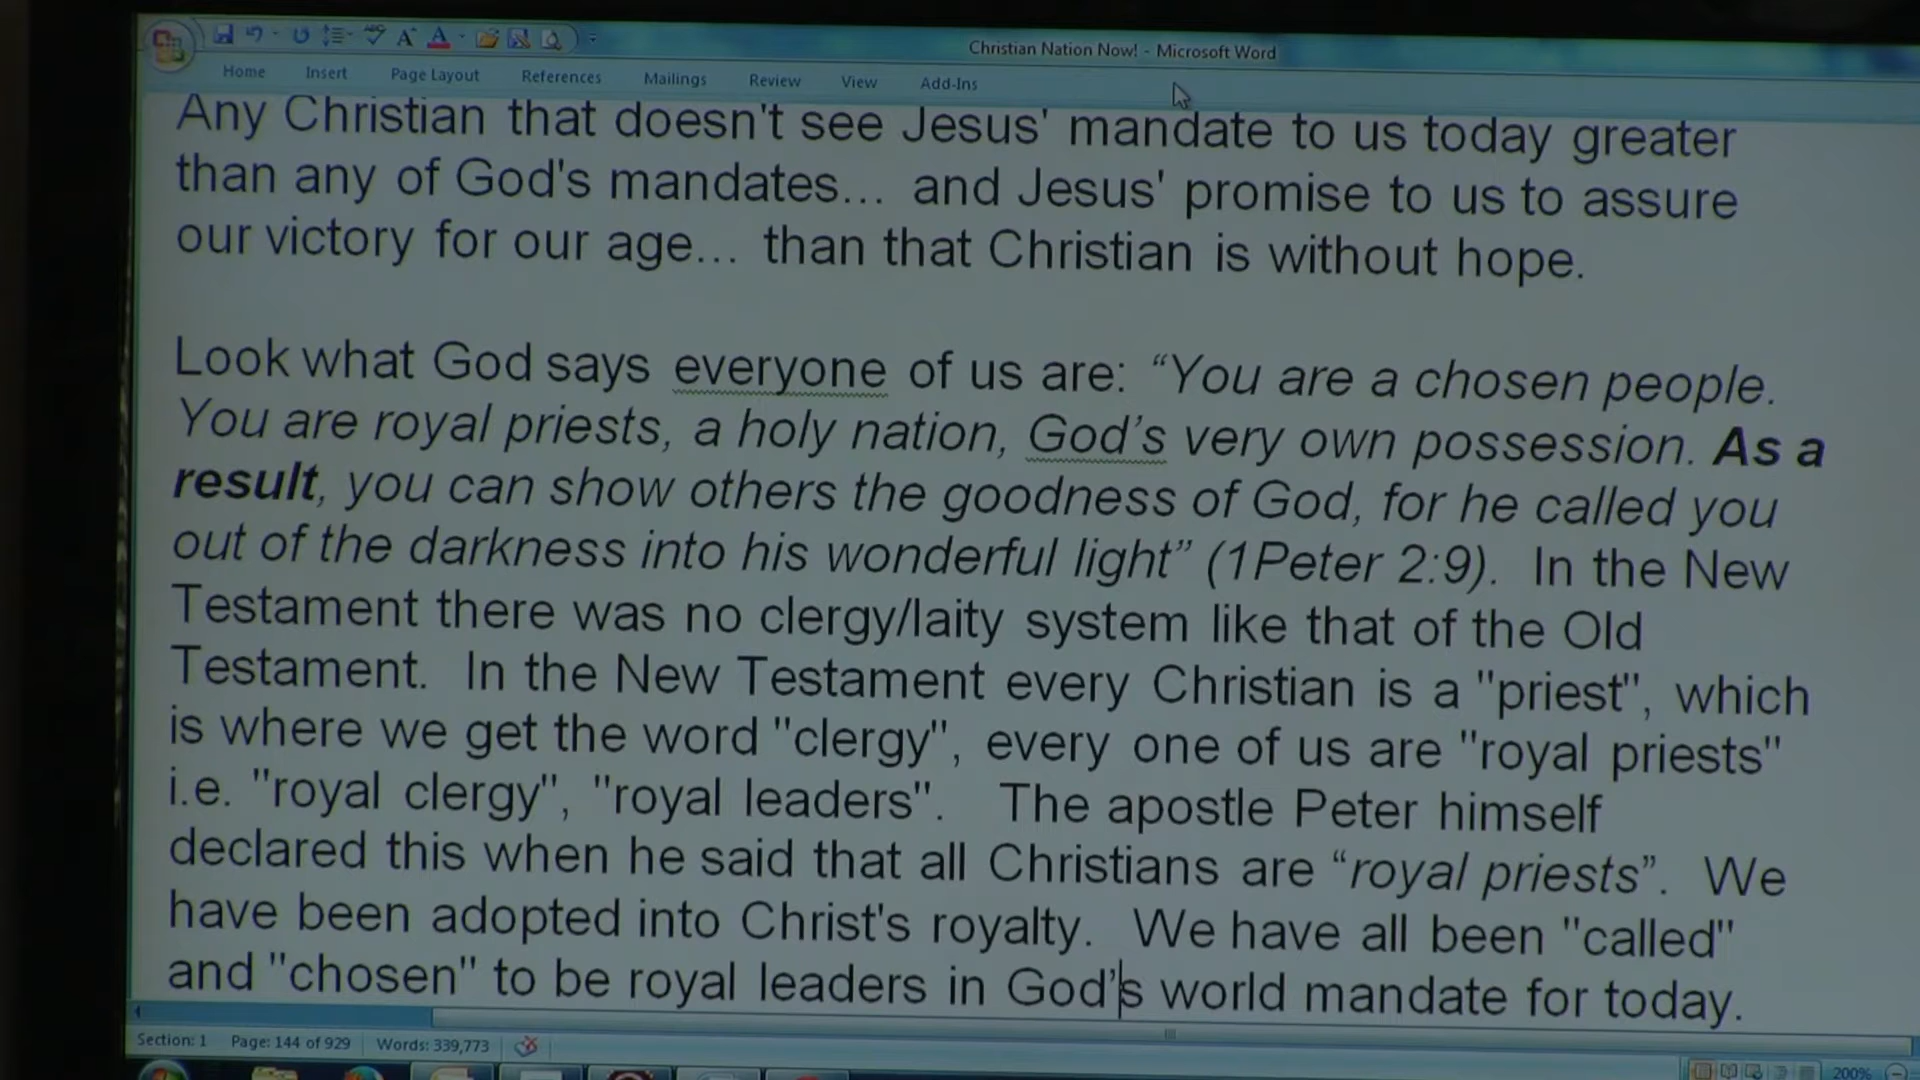 Christian Nation Now! - Microsoft Word
Home Insert Page Layout References Mailings Review View Add-Ins
Any Christian that doesn't see Jesus' mandate to us today greater
than any of God's mandates... and Jesus' promise to us to assure
our victory for our age... than that Christian is without hope.
Look what God says everyone of us are: “You are a chosen people.
You are royal priests, a holy nation, God’s very own possession. As a
result, you can show others the goodness of God, for he called you
out of the darkness into his wonderful light” (1Peter 2:9). In the New
Testament there was no clergy/laity system like that of the Old
Testament. In the New Testament every Christian is a "priest", which
is where we get the word "clergy", every one of us are "royal priests"
i.e. "royal clergy", "royal leaders". The apostle Peter himself
declared this when he said that all Christians are “royal priests”. We
have been adopted into Christ's royalty. We have all been "called"
and "chosen" to be royal leaders in God’s world mandate for today.
Section: 1 Page: 144 of 929 Words: 339,773
200%